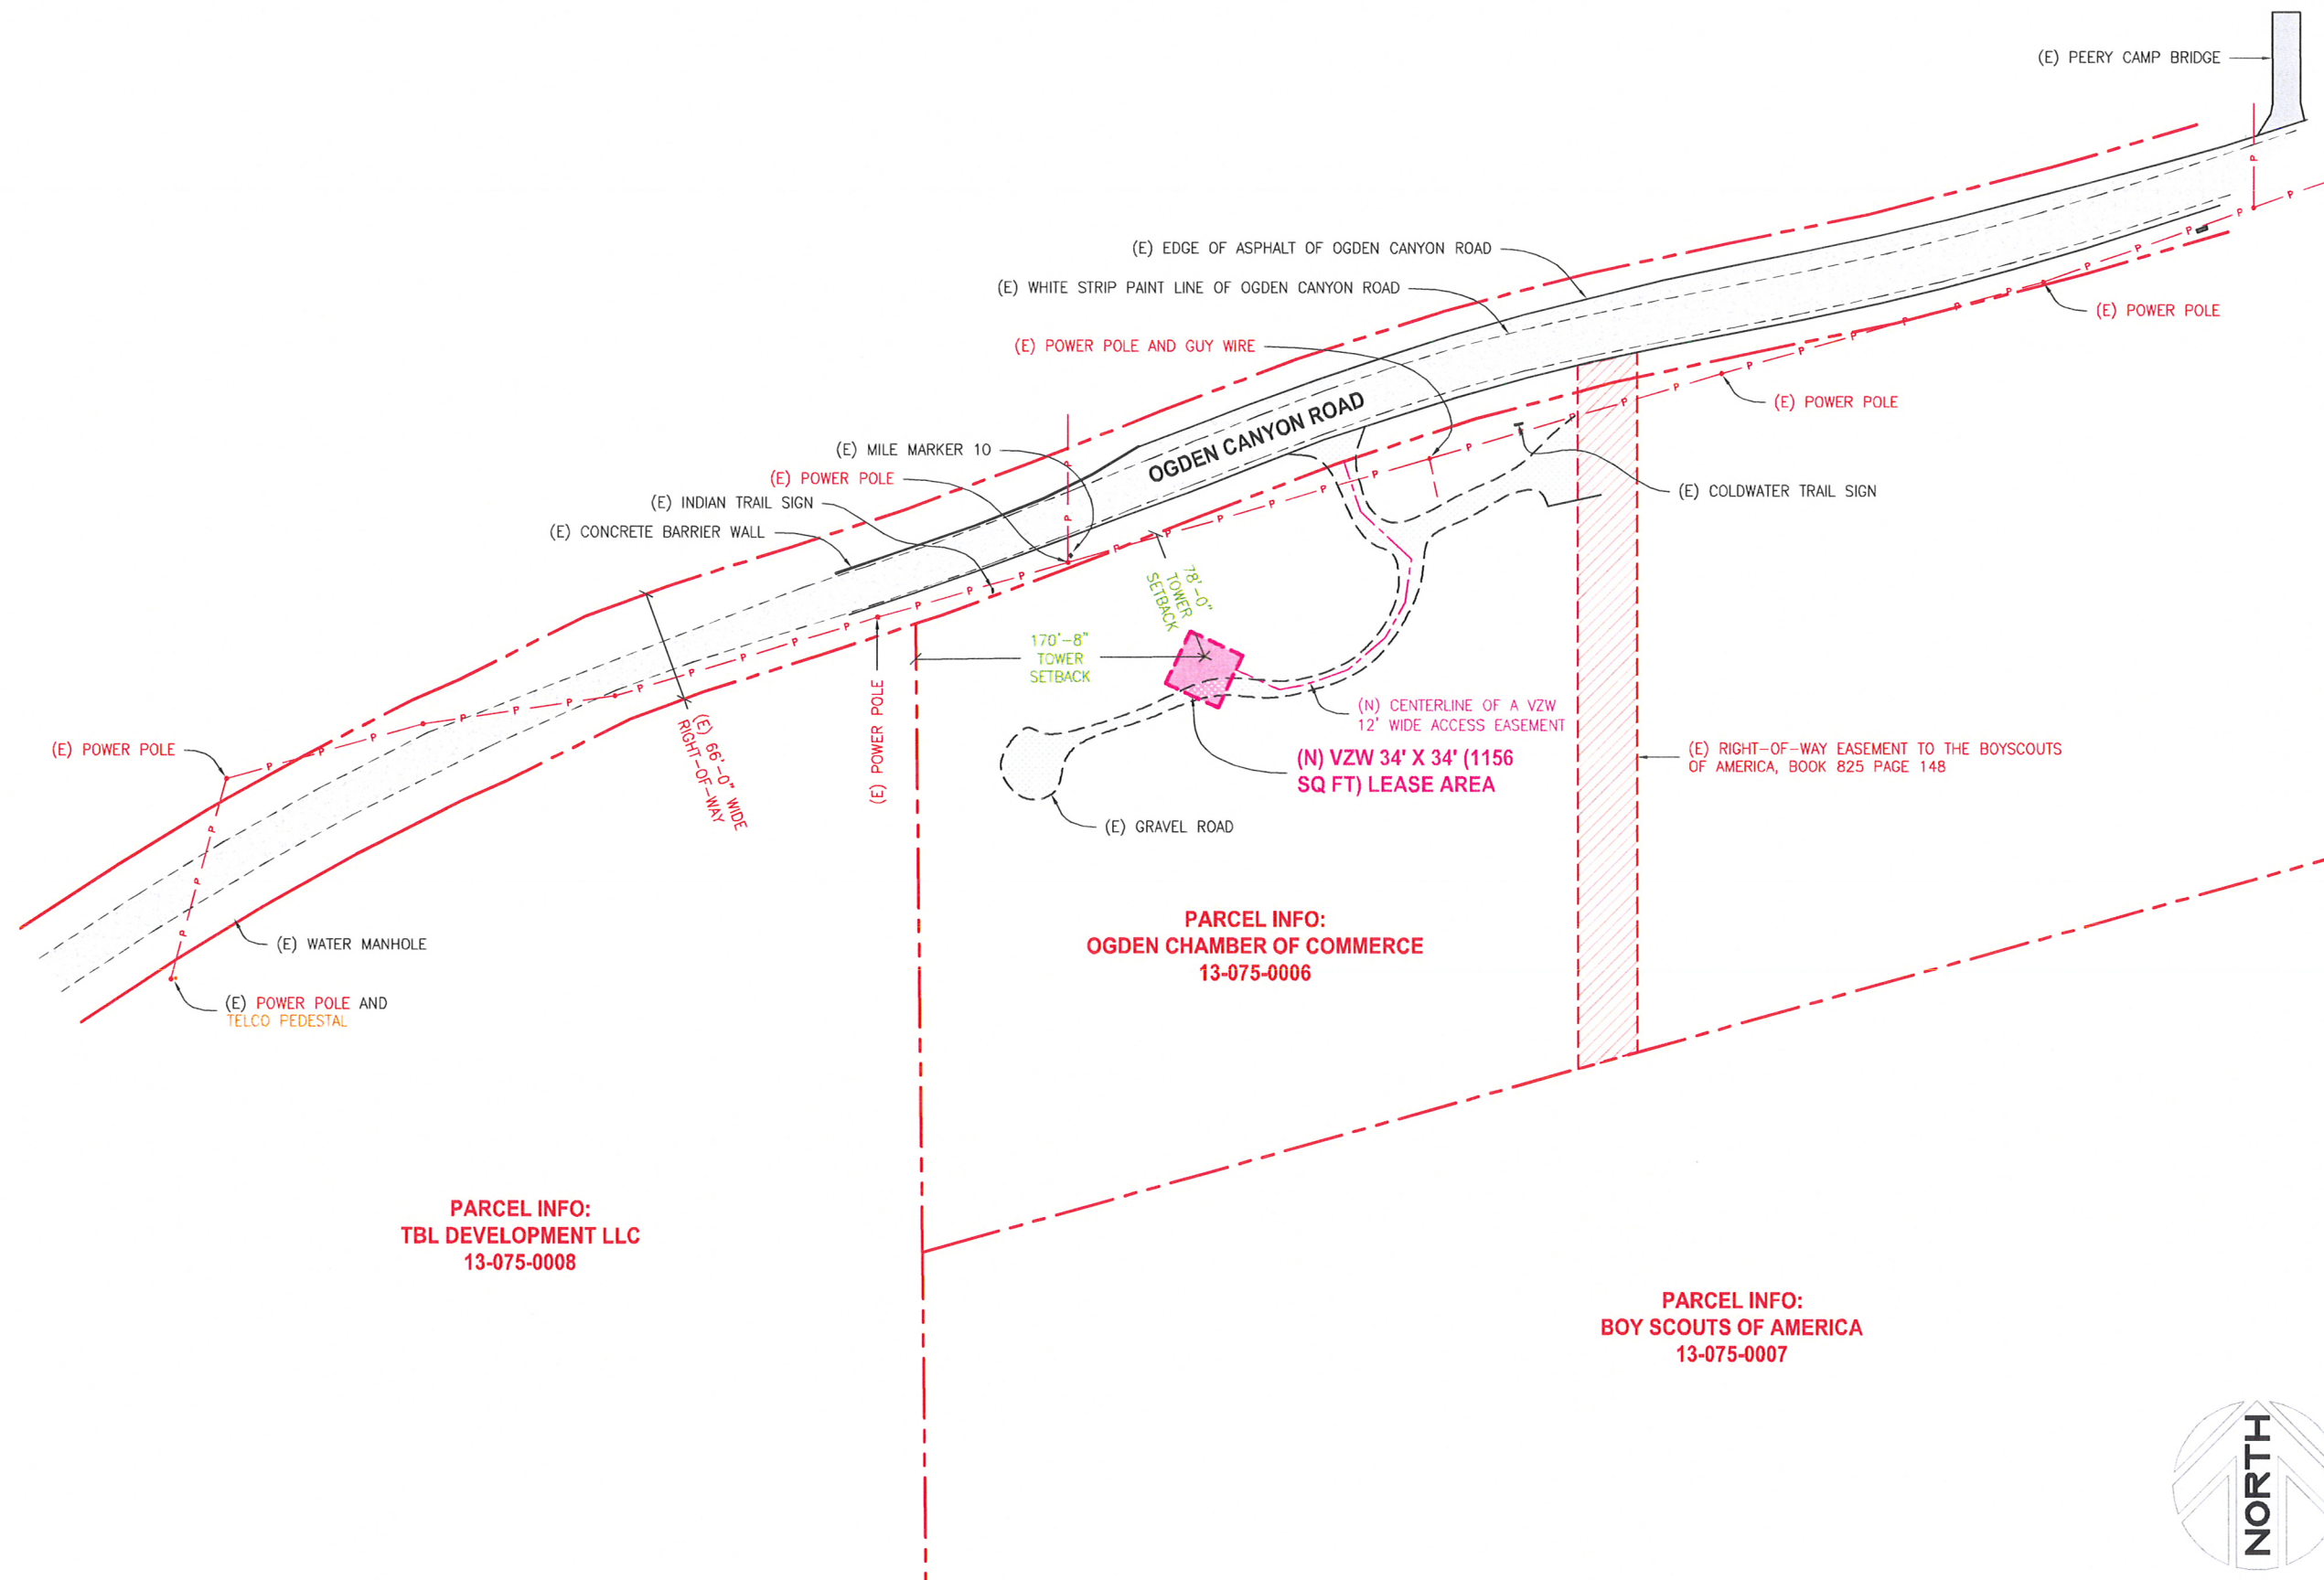 (E) PEERY CAMP BRIDGE
(E) EDGE OF ASPHALT OF OGDEN CANYON ROAD
(E) WHITE STRIP PAINT LINE OF OGDEN CANYON ROAD
(E) POWER POLE
(E) POWER POLE AND GUY WIRE
(E) POWER POLE
OGDEN CANYON ROAD
(E) MILE MARKER 10
(E) POWER POLE
(E) INDIAN TRAIL SIGN
(E) CONCRETE BARRIER WALL
(E) COLDWATER TRAIL SIGN
78'-0"
TOWER
SETBACK
170'-8"
TOWER
SETBACK
(E) POWER POLE
(E) 66'-0" WIDE
RIGHT-OF-WAY
(E) POWER POLE
(N) CENTERLINE OF A VZW
12' WIDE ACCESS EASEMENT
(N) VZW 34' X 34' (1156
SQ FT) LEASE AREA
(E) RIGHT-OF-WAY EASEMENT TO THE BOYSCOUTS
OF AMERICA, BOOK 825 PAGE 148
(E) GRAVEL ROAD
(E) WATER MANHOLE
(E) POWER POLE AND
TELCO PEDESTAL
PARCEL INFO:
OGDEN CHAMBER OF COMMERCE
13-075-0006
PARCEL INFO:
TBL DEVELOPMENT LLC
13-075-0008
PARCEL INFO:
BOY SCOUTS OF AMERICA
13-075-0007
NORTH
P P P P P P P P P P P P P P P P P P P P P P P P P P P P P P P P P P P P P P P P